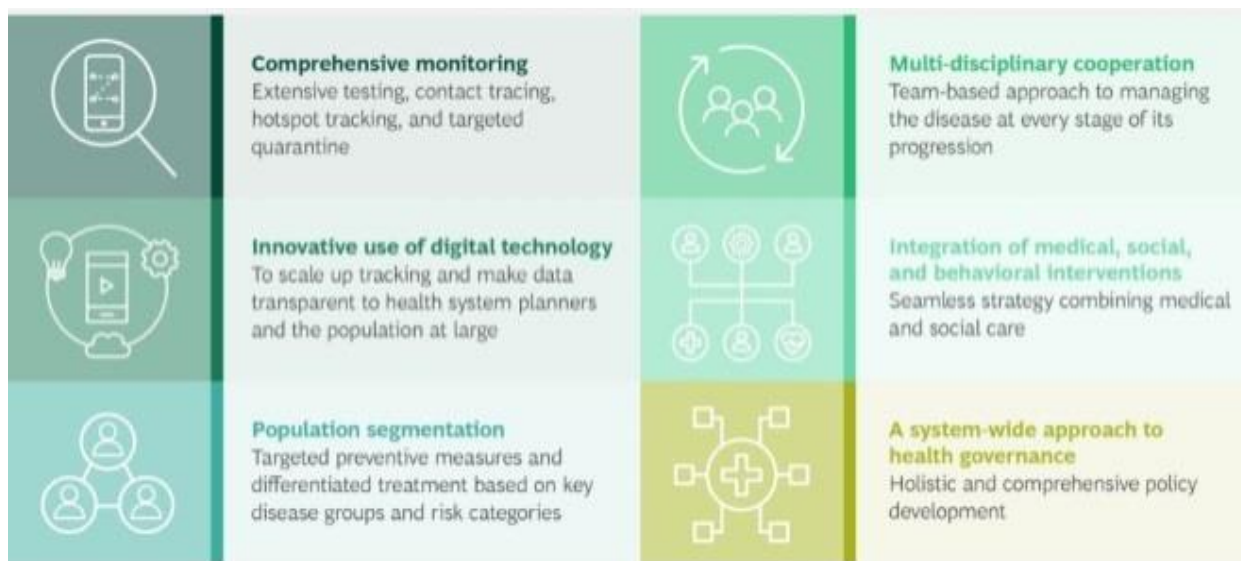 Comprehensive monitoring
Extensive testing, contact tracing,
hotspot tracking, and targeted
quarantine
Innovative use of digital technology
To scale up tracking and make data
transparent to health system planners
and the population at large
Population segmentation
Targeted preventive measures and
differentiated treatment based on key
disease groups and risk categories
Multi-disciplinary cooperation
Team-based approach to managing
the disease at every stage of its
progression
Integration of medical, social,
and behavioral interventions
Seamless strategy combining medical
and social care
A system-wide approach to
health governance
Holistic and comprehensive policy
development